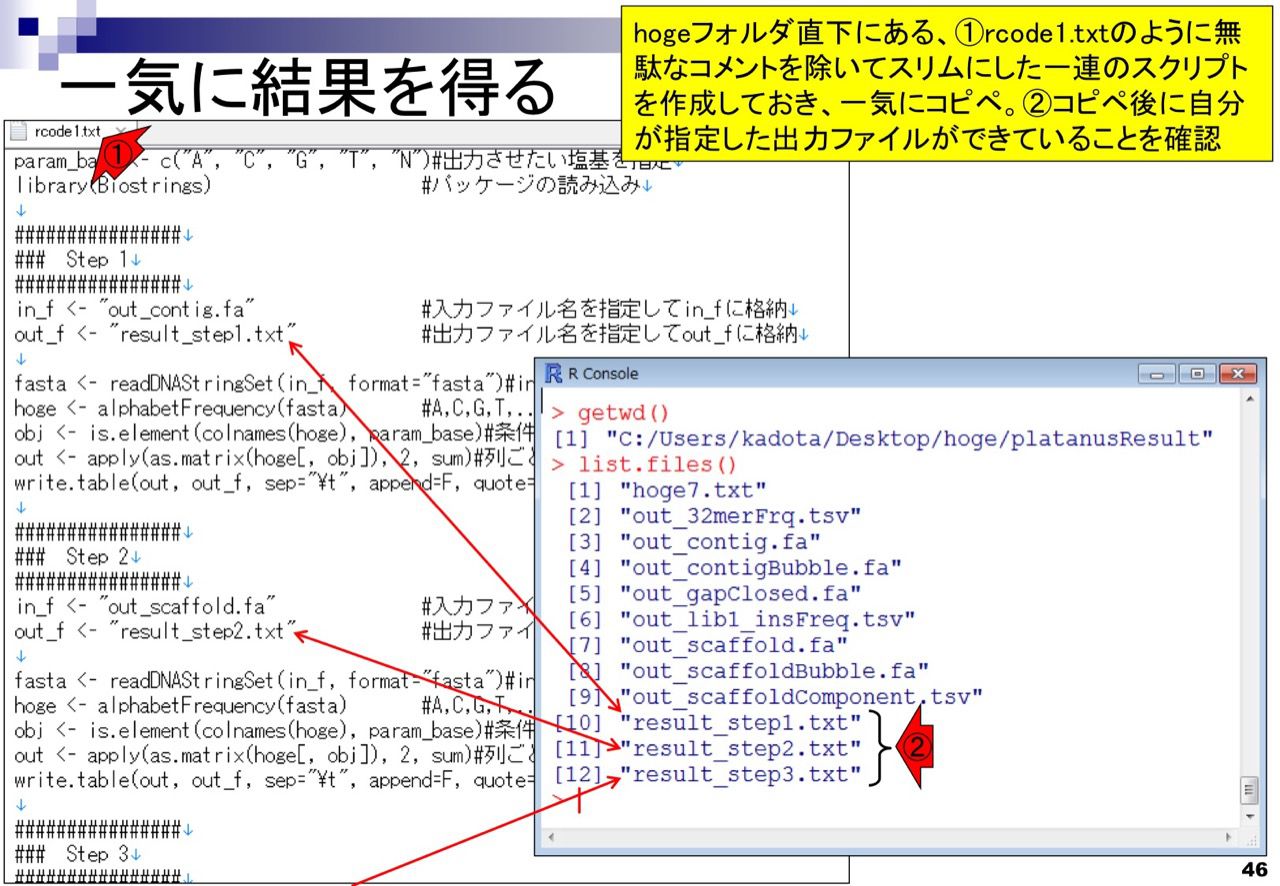 一気に結果を得る
hogeフォルダ直下にある、①rcode1.txtのように無
駄なコメントを除いてスリムにした一連のスクリプト
を作成しておき、一気にコピペ。②コピペ後に自分
が指定した出力ファイルができていることを確認
rcode1.txt
①
param_ba <- c("A", "C", "G", "T", "N")#出力させたい塩基を指定↓
library(Biostrings) #パッケージの読み込み↓
↓
################↓
### Step 1↓
################↓
in_f <- "out_contig.fa" #入力ファイル名を指定してin_fに格納↓
out_f <- "result_step1.txt" #出力ファイル名を指定してout_fに格納↓
↓
fasta <- readDNAStringSet(in_f, format="fasta")#in
hoge <- alphabetFrequency(fasta) #A,C,G,T,..
obj <- is.element(colnames(hoge), param_base)#条件
out <- apply(as.matrix(hoge[, obj]), 2, sum)#列ごと
write.table(out, out_f, sep="¥t", append=F, quote=
↓
################↓
### Step 2↓
################↓
in_f <- "out_scaffold.fa" #入力ファイ
out_f <- "result_step2.txt" #出力ファイ
↓
fasta <- readDNAStringSet(in_f, format="fasta")#in
hoge <- alphabetFrequency(fasta) #A,C,G,T,..
obj <- is.element(colnames(hoge), param_base)#条件
out <- apply(as.matrix(hoge[, obj]), 2, sum)#列ごと
write.table(out, out_f, sep="¥t", append=F, quote=
↓
################↓
### Step 3↓
################↓
R Console
> getwd()
[1] "C:/Users/kadota/Desktop/hoge/platanusResult"
> list.files()
[1] "hoge7.txt"
[2] "out_32merFrq.tsv"
[3] "out_contig.fa"
[4] "out_contigBubble.fa"
[5] "out_gapClosed.fa"
[6] "out_lib1_insFreq.tsv"
[7] "out_scaffold.fa"
[8] "out_scaffoldBubble.fa"
[9] "out_scaffoldComponent.tsv"
[10] "result_step1.txt"
[11] "result_step2.txt"
[12] "result_step3.txt"
>
②
46